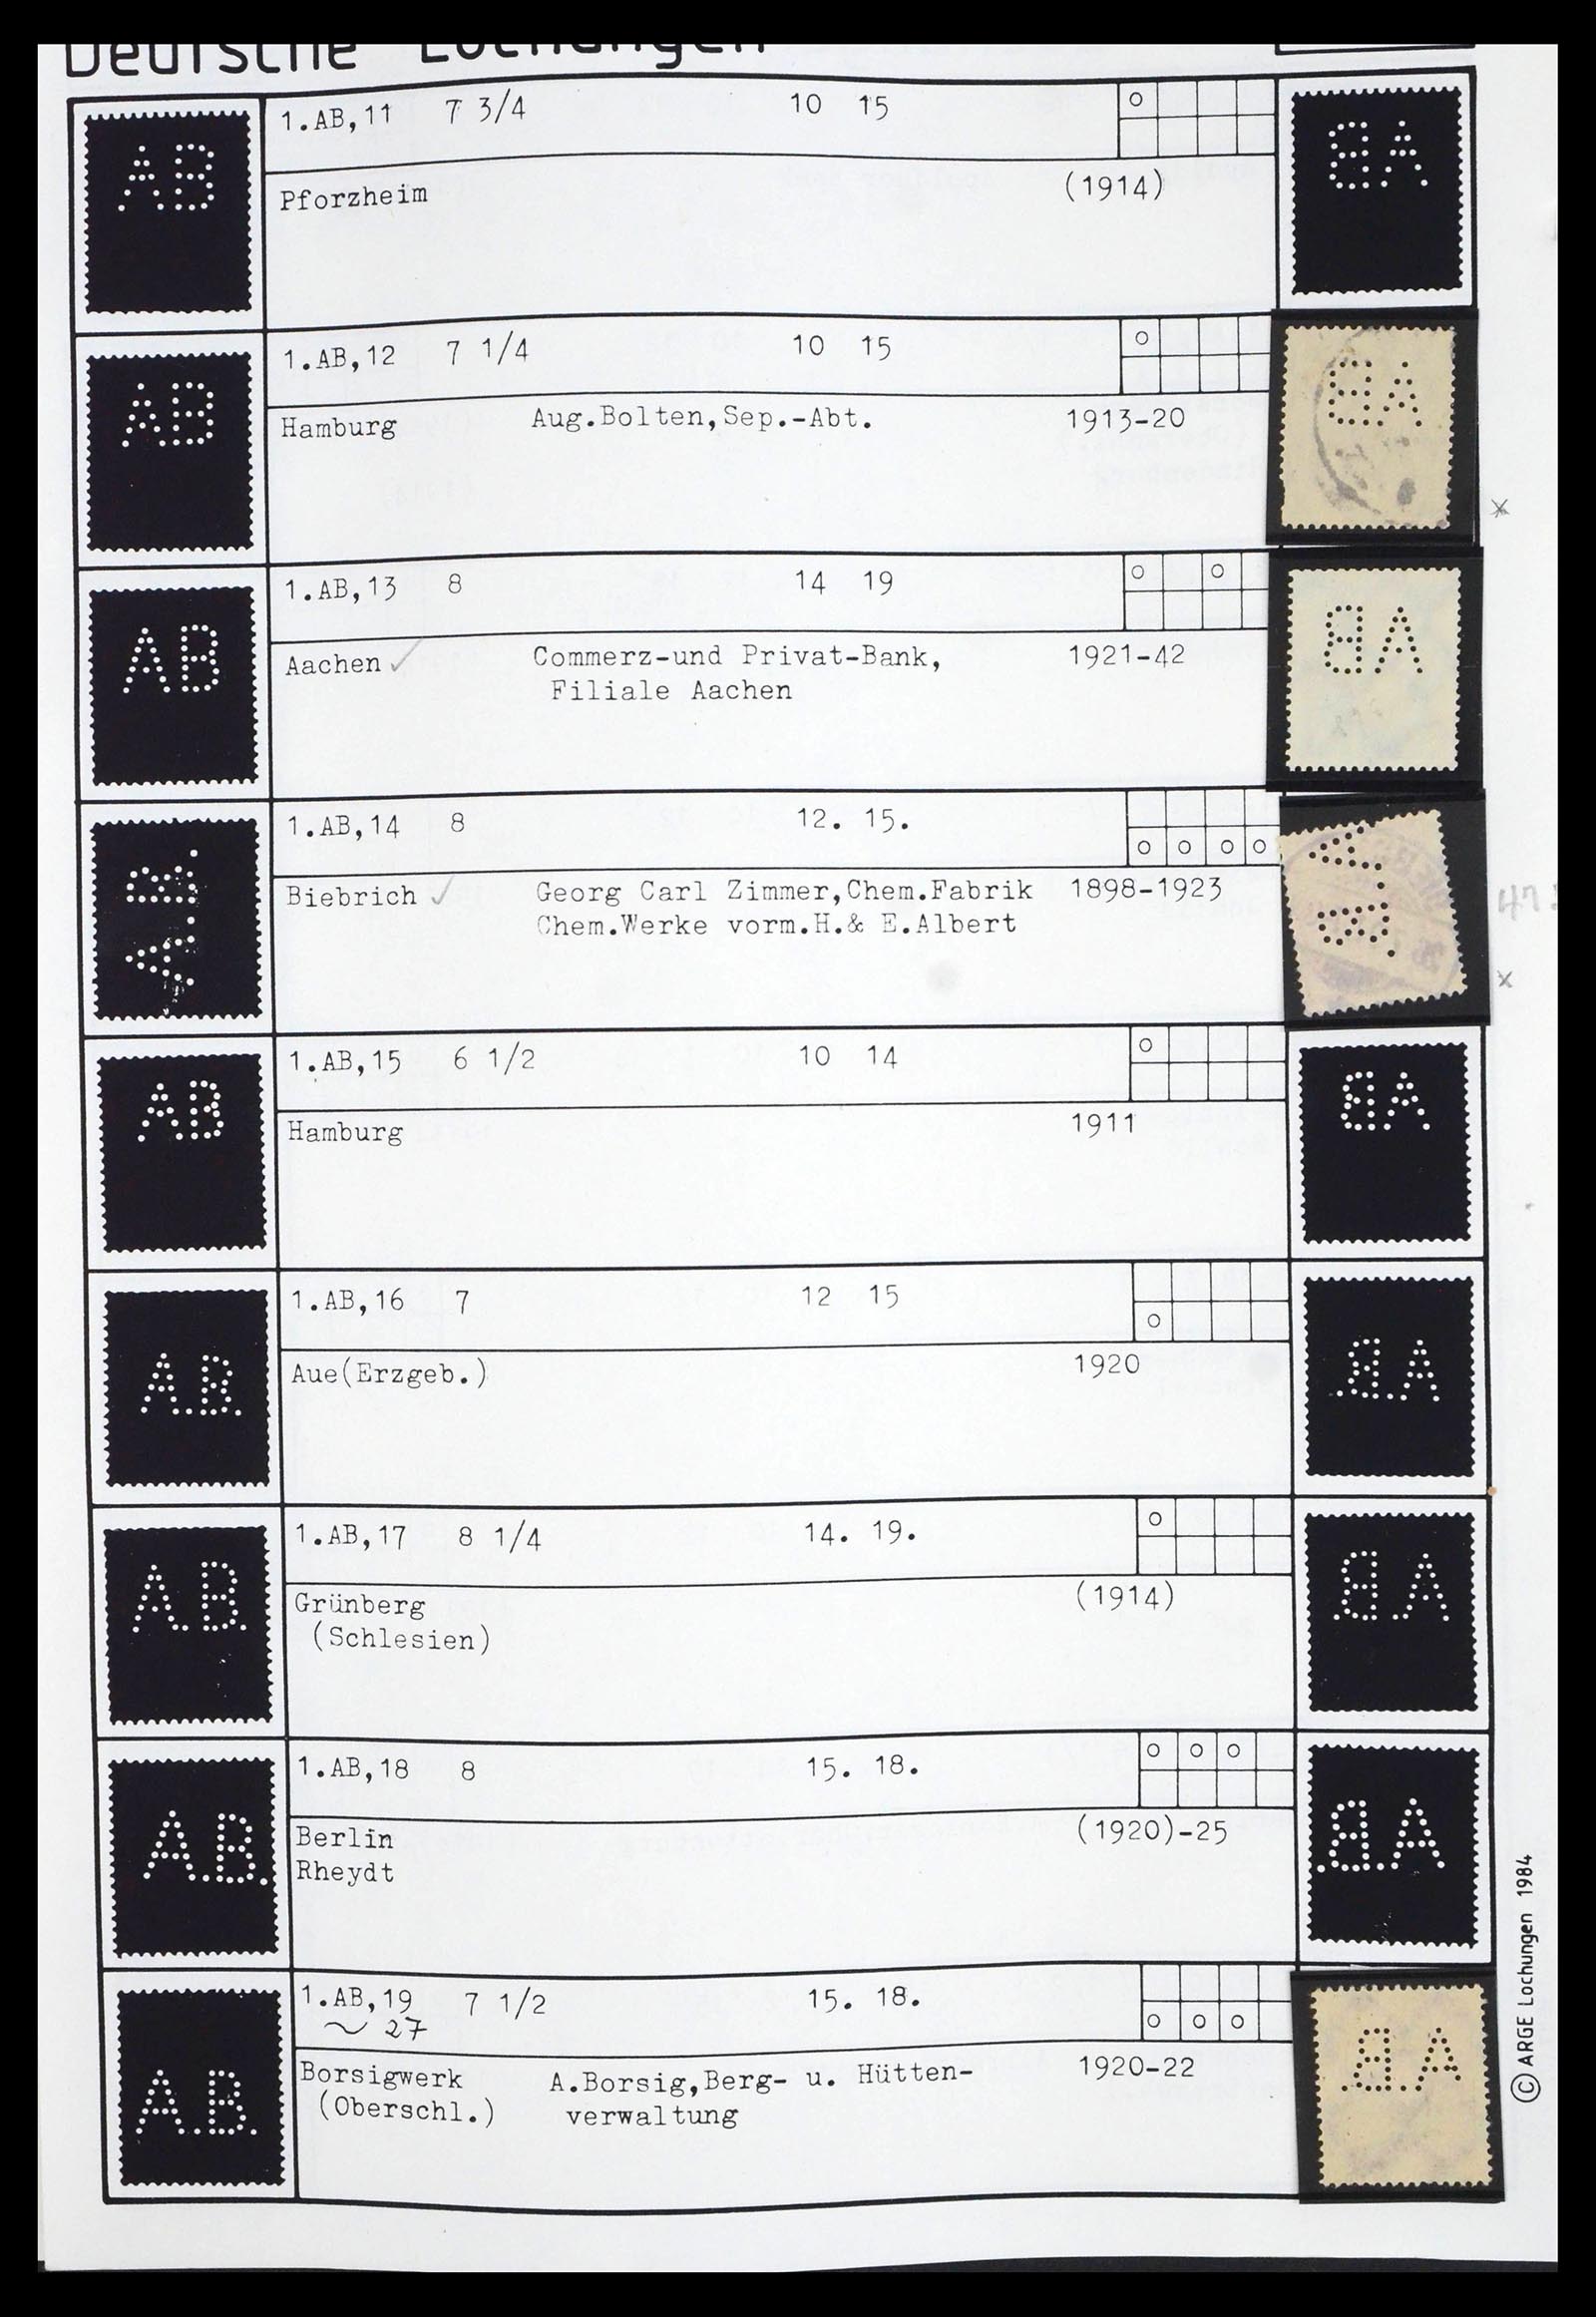 Deutsche Lochungen
AB
1.AB,11 7 3/4 10 15
Pforzheim (1914)
AB
1.AB,12 7 1/4 10 15
Hamburg Aug.Bolten,Sep.-Abt. 1913-20
AB
1.AB,13 8 14 19
Aachen ✓ Commerz-und Privat-Bank, 1921-42
Filiale Aachen
A.B.
1.AB,14 8 12. 15.
Biebrich ✓ Georg Carl Zimmer,Chem.Fabrik 1898-1923
Chem.Werke vorm.H.& E.Albert
AB
1.AB,15 6 1/2 10 14
Hamburg 1911
A.B.
1.AB,16 7 12 15
Aue(Erzgeb.) 1920
A.B.
1.AB,17 8 1/4 14. 19.
Grünberg (1914)
(Schlesien)
A.B.
1.AB,18 8 15. 18.
Berlin (1920)-25
Rheydt
A.B.
1.AB,19 7 1/2 15. 18.
~ 27
Borsigwerk A.Borsig,Berg- u. Hütten- 1920-22
(Oberschl.) verwaltung
© ARGE Lochungen 1984